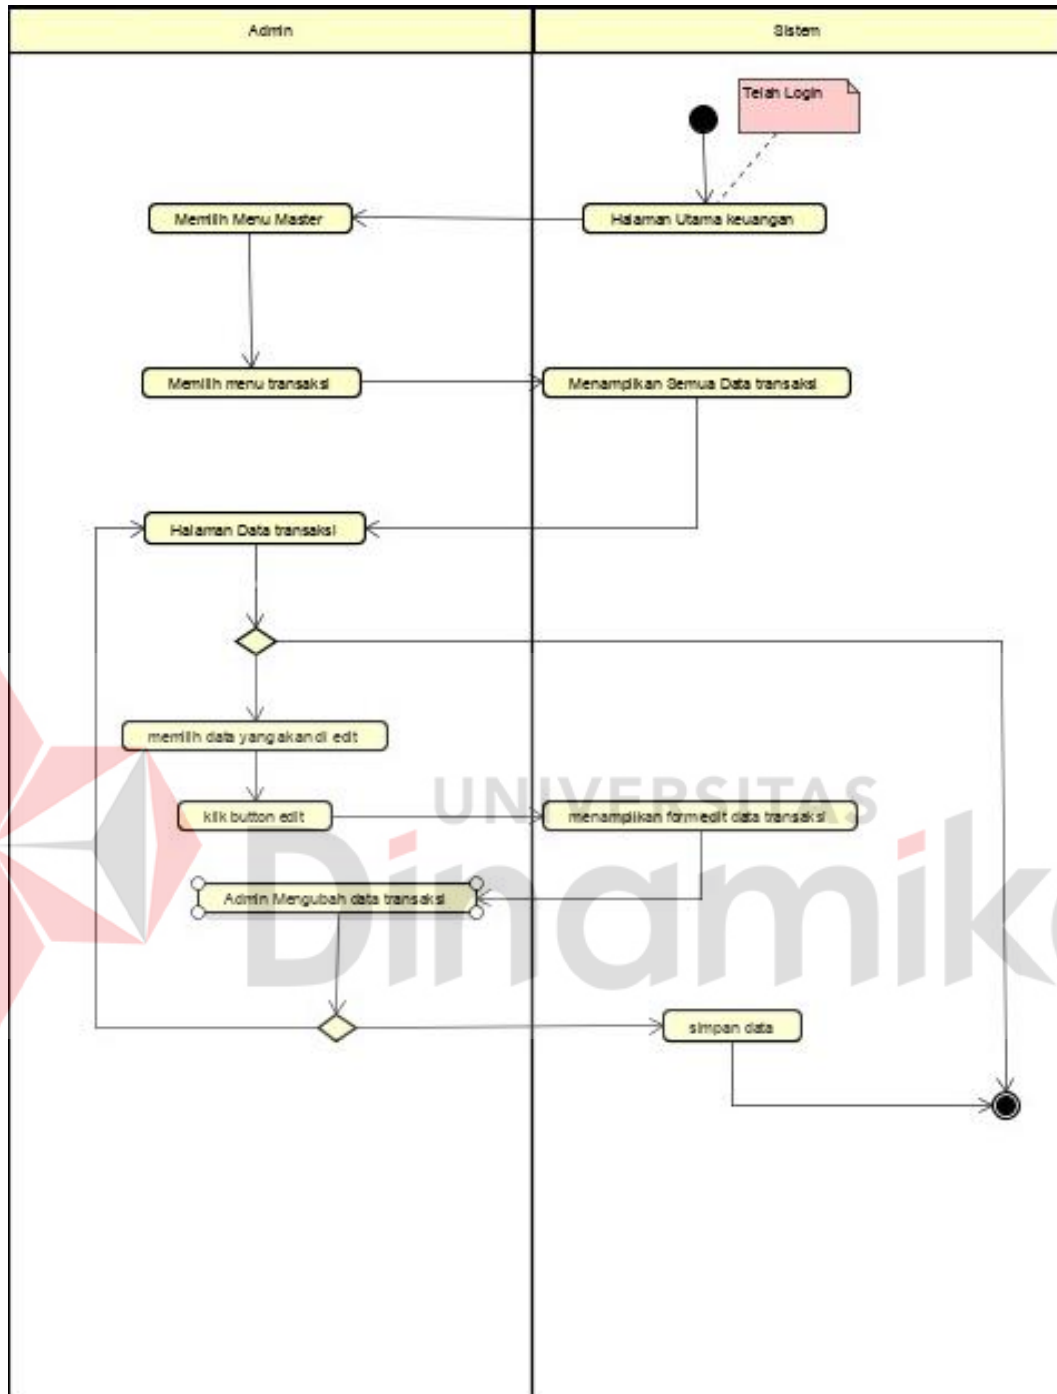 Admin
Sistem
Telah Login
Halaman Utama keuangan
Memilih Menu Master
Memilih menu transaksi
Menampilkan Semua Data transaksi
Halaman Data transaksi
memilih data yang akan di edit
klik button edit
menampilkan form edit data transaksi
Admin Mengubah data transaksi
simpan data
UNIVERSITAS
Dinamika